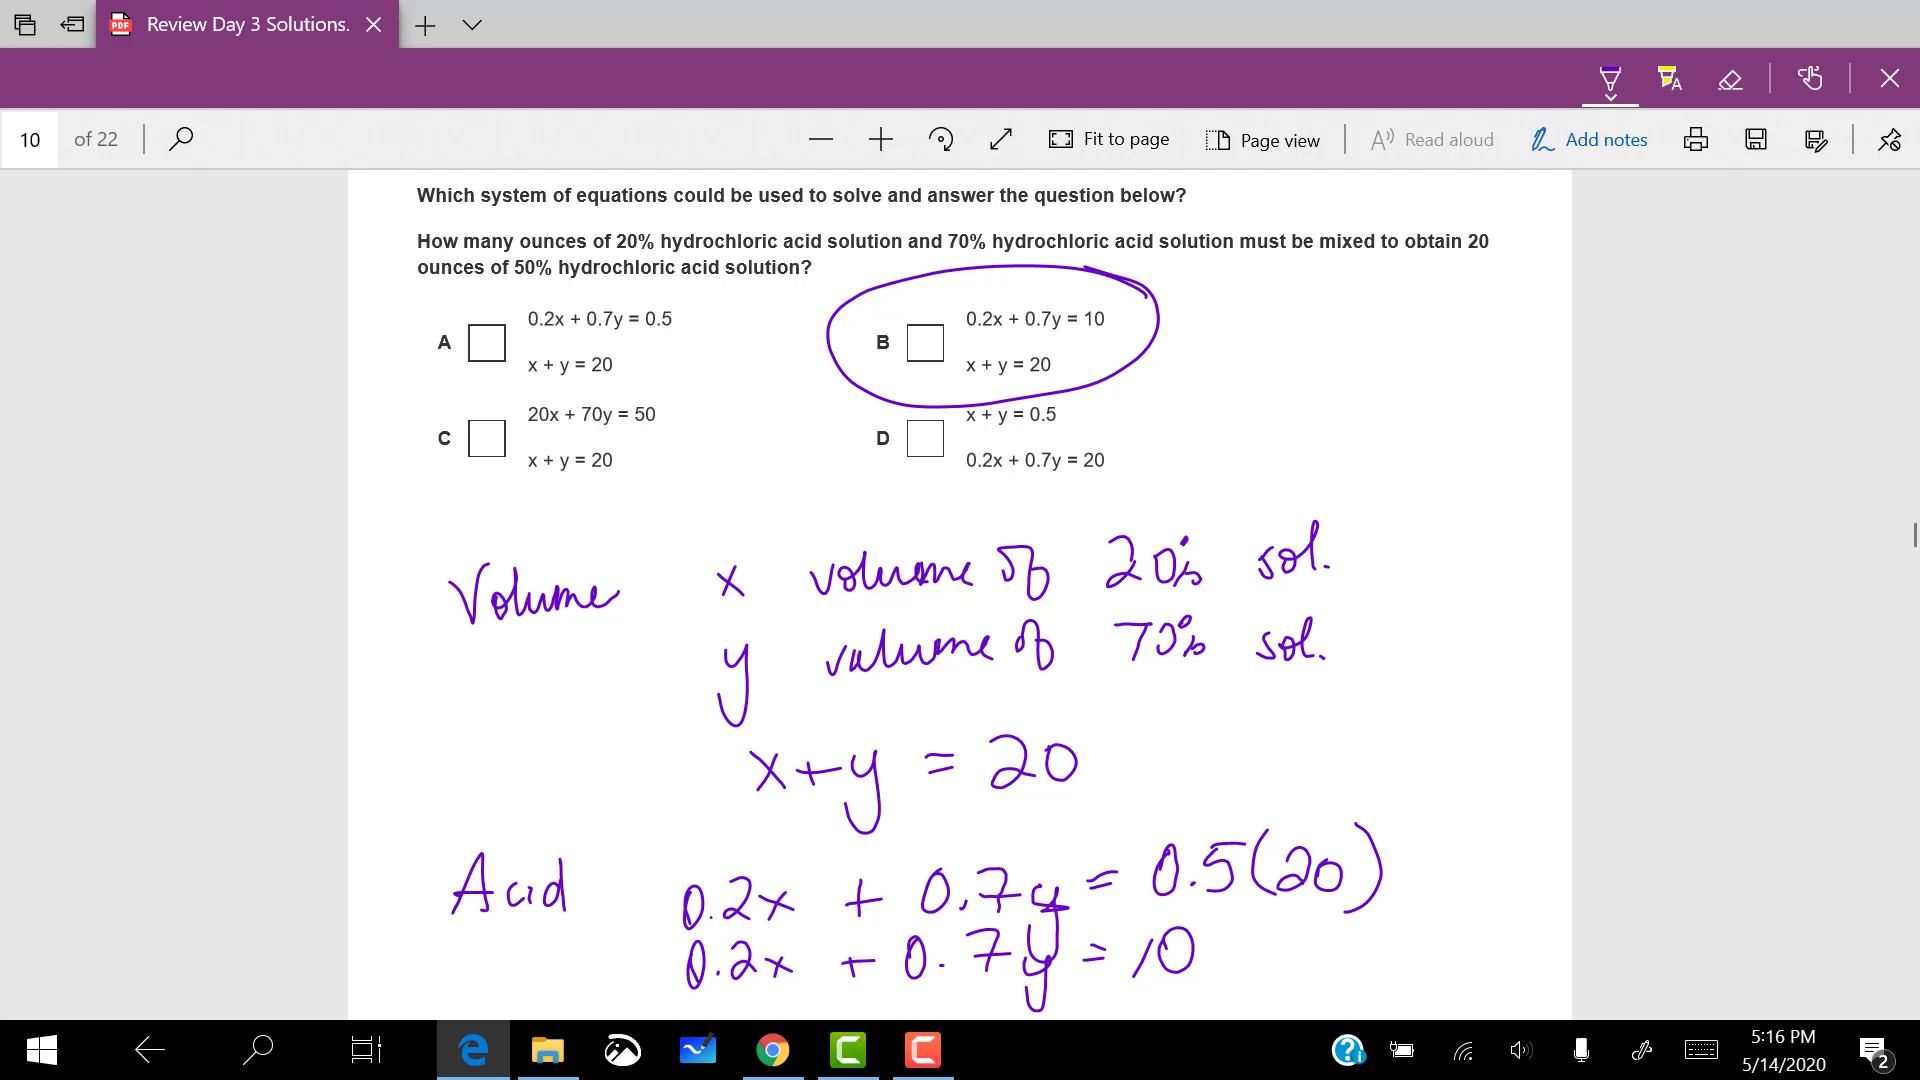 Review Day 3 Solutions.
10 of 22
Fit to page Page view Read aloud Add notes
Which system of equations could be used to solve and answer the question below?
How many ounces of 20% hydrochloric acid solution and 70% hydrochloric acid solution must be mixed to obtain 20
ounces of 50% hydrochloric acid solution?
A 0.2x + 0.7y = 0.5
x + y = 20
B 0.2x + 0.7y = 10
x + y = 20
C 20x + 70y = 50
x + y = 20
D x + y = 0.5
0.2x + 0.7y = 20
Volume x volume of 20% sol.
y volume of 70% sol.
x+y = 20
Acid 0.2x + 0.7y = 0.5(20)
0.2x + 0.7y = 10
5:16 PM
5/14/2020
2